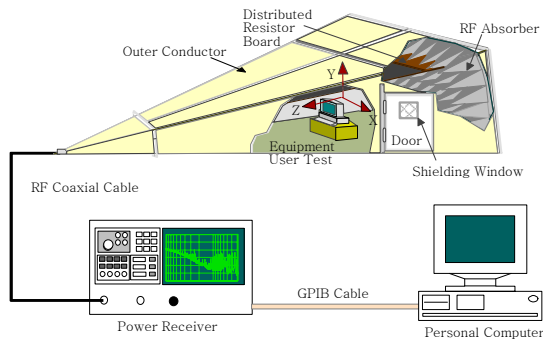 Distributed
Resistor
Board
RF Absorber
Outer Conductor
Y
Z
X
Equipment
User Test
Door
Shielding Window
RF Coaxial Cable
GPIB Cable
Power Receiver
Personal Computer